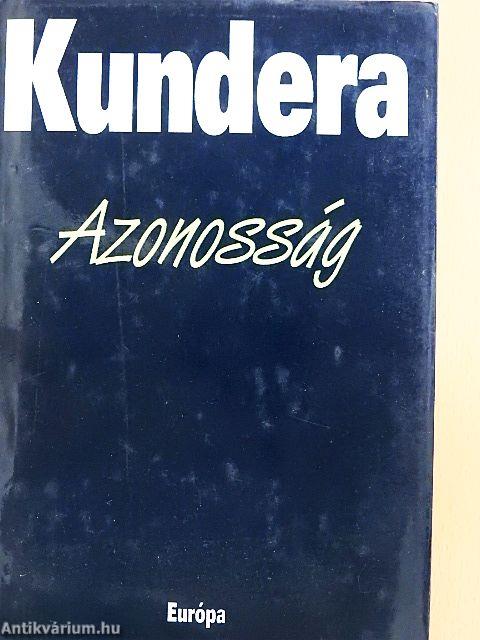 Kundera
Azonosság
Európa
Antikvárium.hu